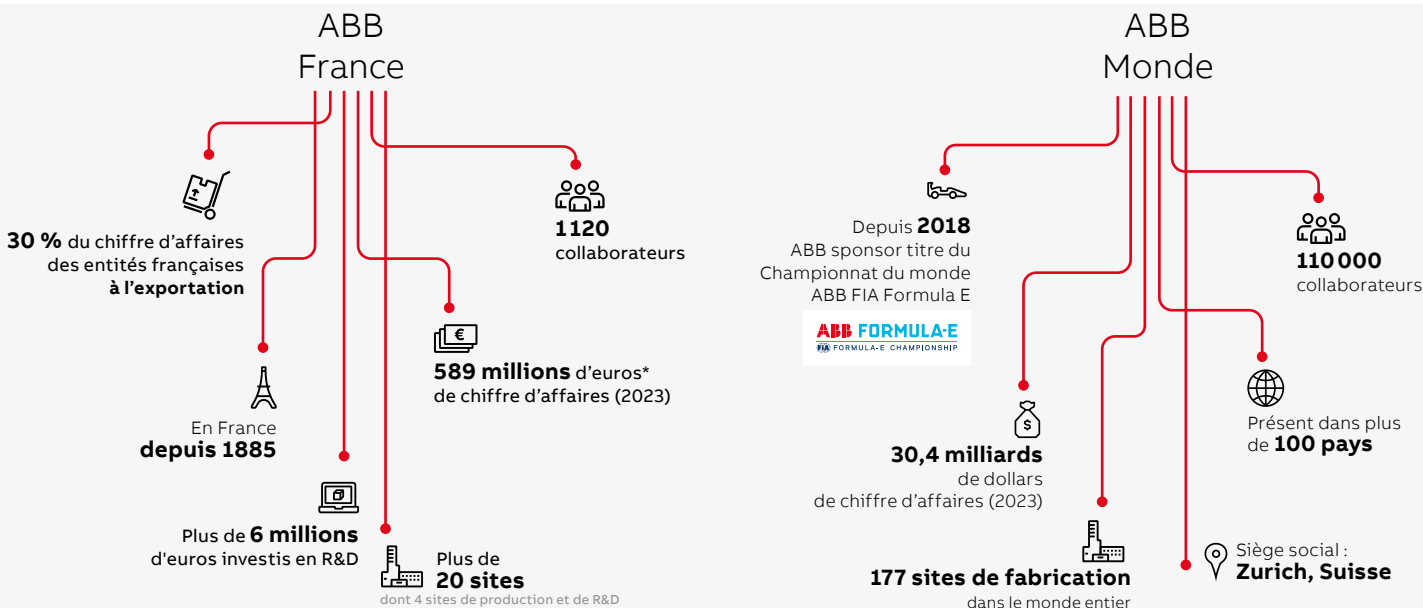 ABB
France
30 % du chiffre d’affaires
des entités françaises
à l’exportation
1120
collaborateurs
589 millions d’euros*
de chiffre d’affaires (2023)
En France
depuis 1885
Plus de 6 millions
d'euros investis en R&D
Plus de
20 sites
dont 4 sites de production et de R&D
ABB
Monde
Depuis 2018
ABB sponsor titre du
Championnat du monde
ABB FIA Formula E
ABB FORMULA-E
FIA FORMULA-E CHAMPIONSHIP
110 000
collaborateurs
30,4 milliards
de dollars
de chiffre d’affaires (2023)
Présent dans plus
de 100 pays
177 sites de fabrication
dans le monde entier
Siège social :
Zurich, Suisse